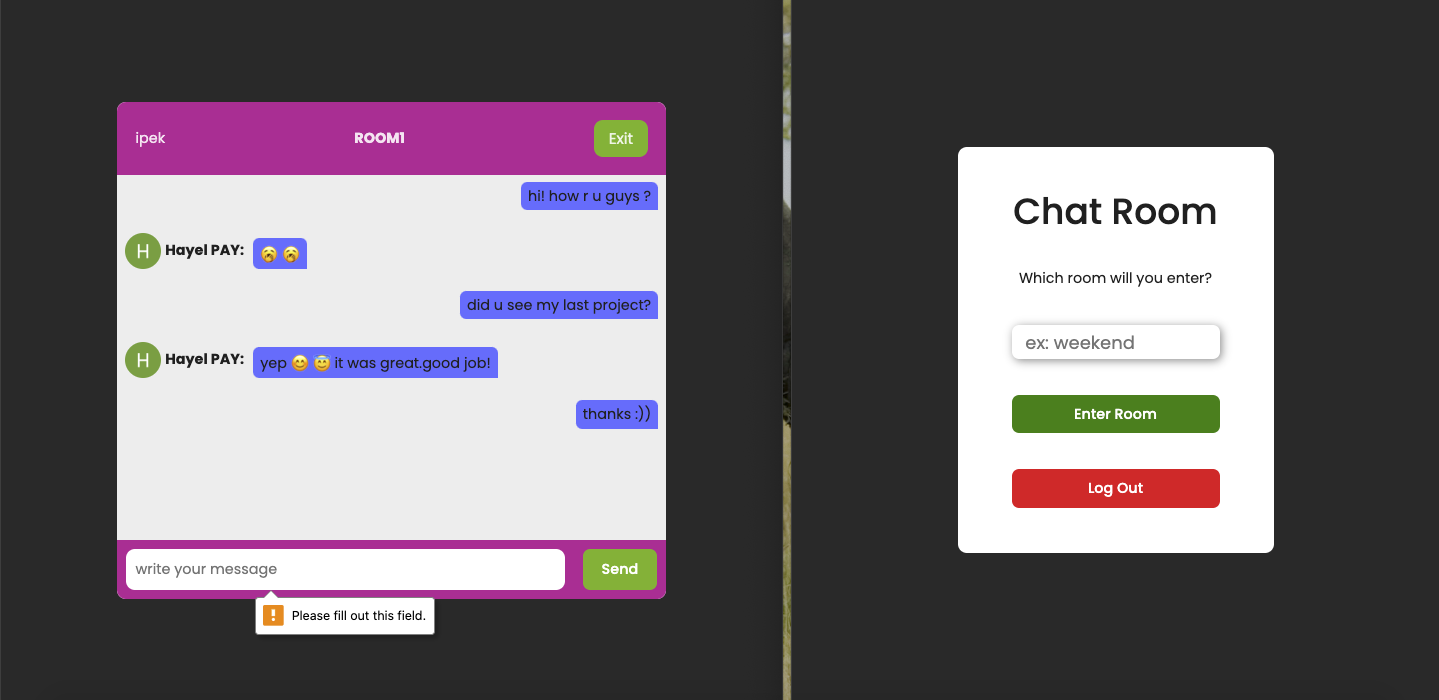 ipek
ROOM1
Exit
hi! how r u guys ?
H
Hayel PAY:
🥱 🥱
did u see my last project?
H
Hayel PAY:
yep 😊 😇 it was great.good job!
thanks :))
write your message
Send
! Please fill out this field.
Chat Room
Which room will you enter?
ex: weekend
Enter Room
Log Out